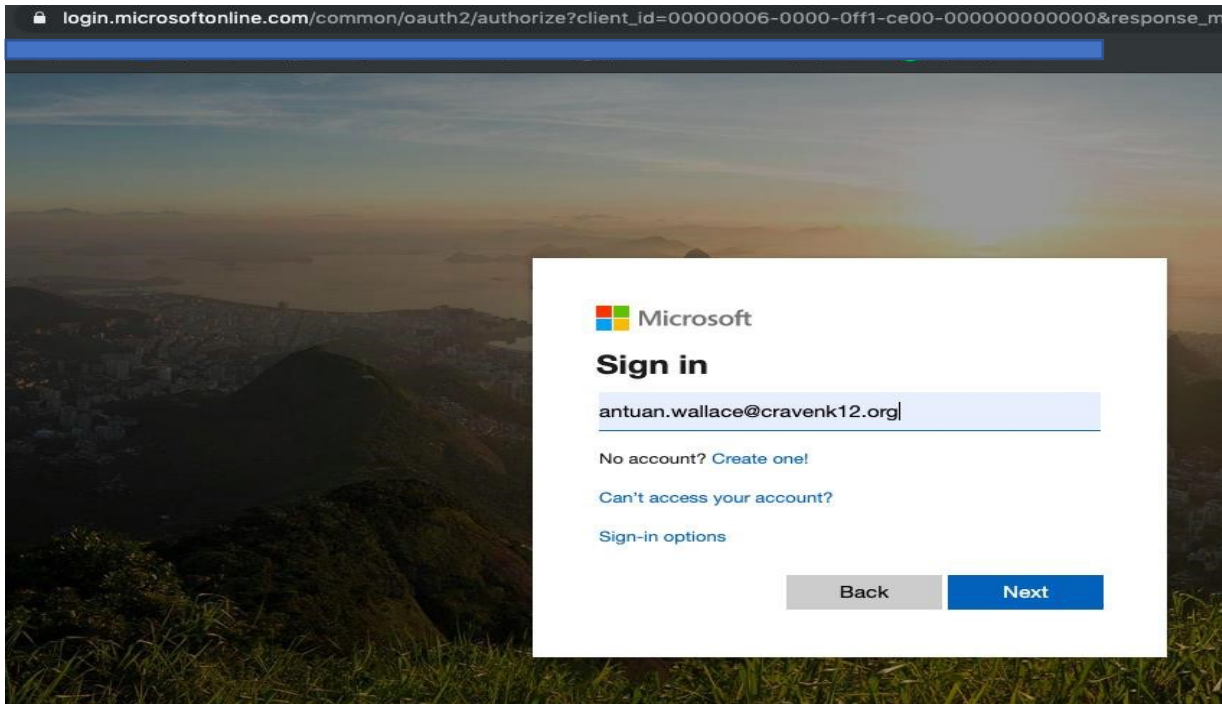 login.microsoftonline.com/common/oauth2/authorize?client_id=00000006-0000-0ff1-ce00-000000000000&response_m
Microsoft
Sign in
antuan.wallace@cravenk12.org
No account? Create one!
Can't access your account?
Sign-in options
Back Next